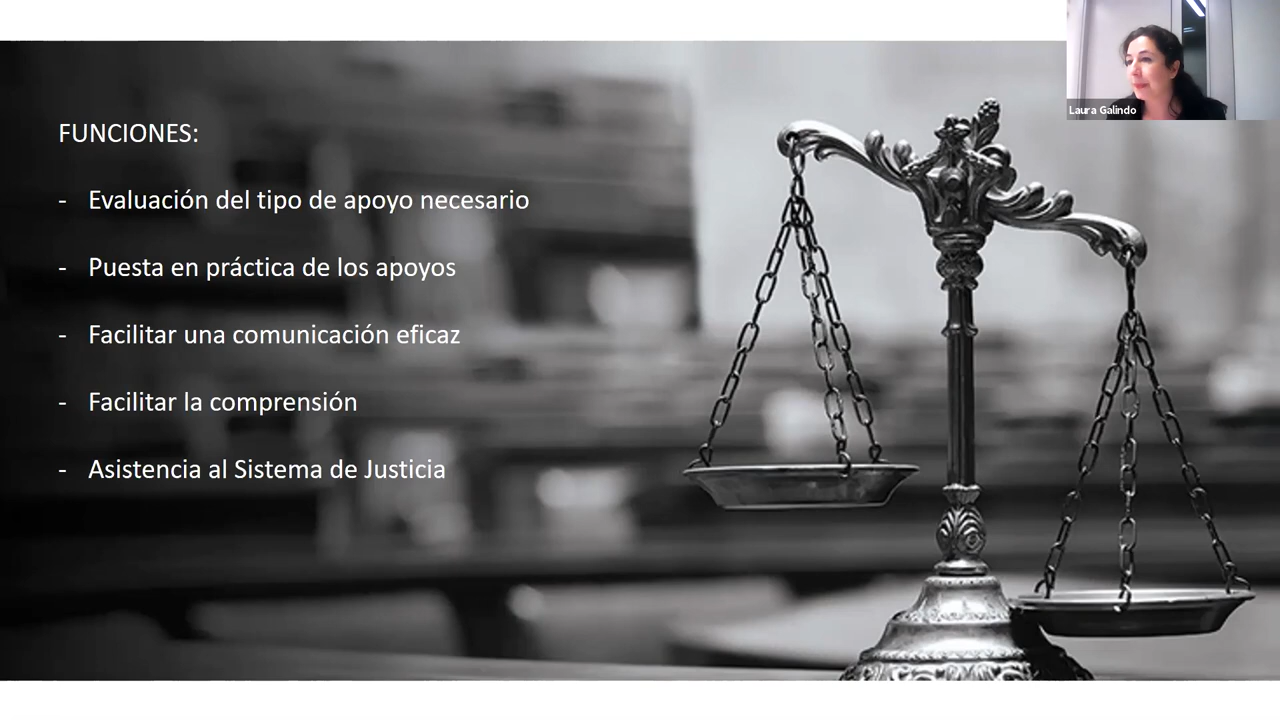 Laura Galindo
FUNCIONES:
- Evaluación del tipo de apoyo necesario
- Puesta en práctica de los apoyos
- Facilitar una comunicación eficaz
- Facilitar la comprensión
- Asistencia al Sistema de Justicia